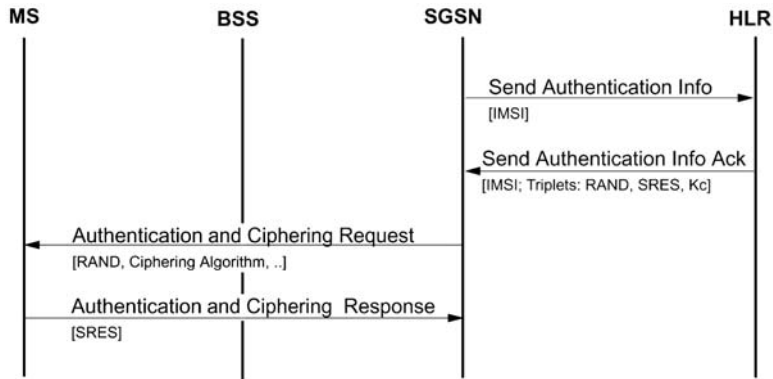 MS
BSS
SGSN
HLR
Send Authentication Info
[IMSI]
Send Authentication Info Ack
[IMSI; Triplets: RAND, SRES, Kc]
Authentication and Ciphering Request
[RAND, Ciphering Algorithm, ..]
Authentication and Ciphering Response
[SRES]